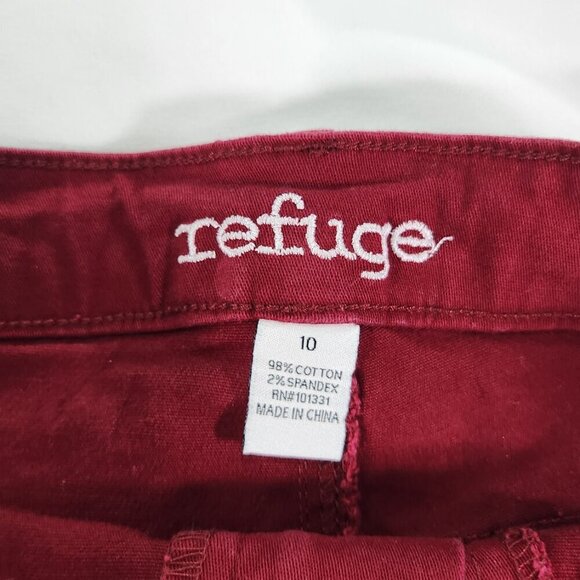 refuge
10
98% COTTON
2% SPANDEX
RN#101331
MADE IN CHINA